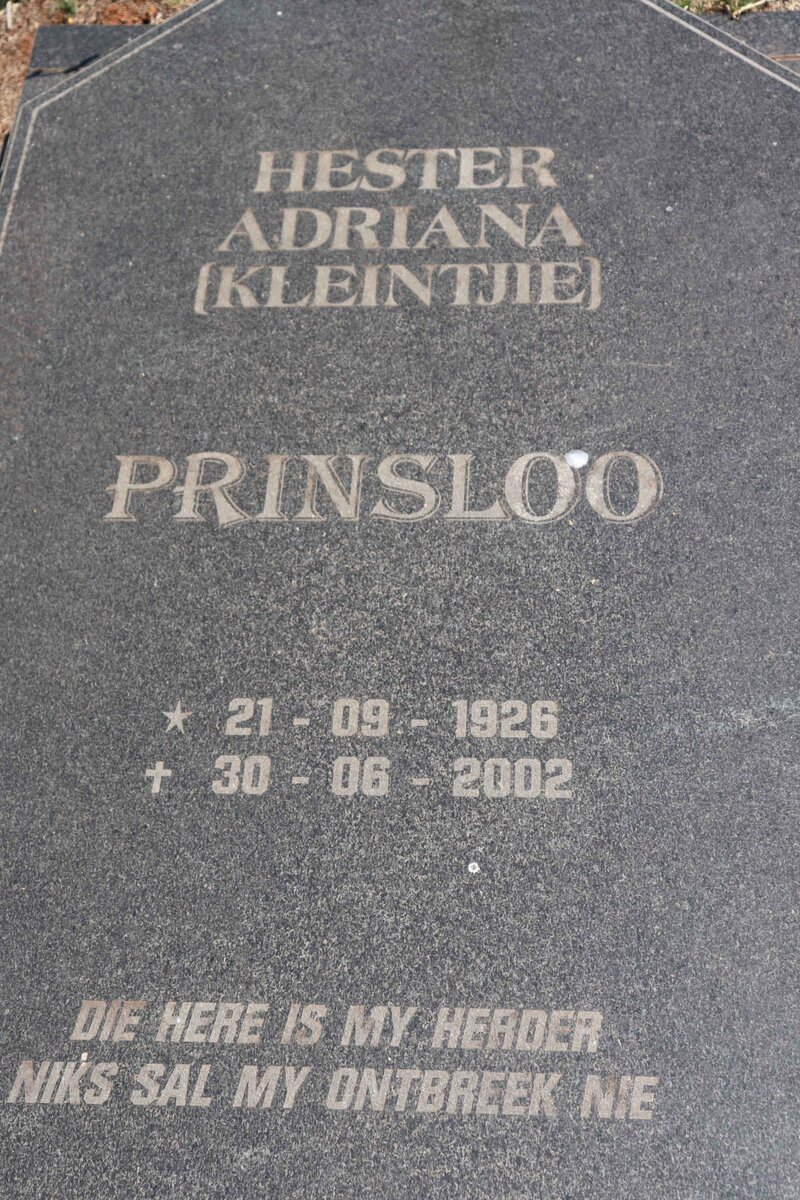 HESTER
ADRIANA
(KLEINTJIE)
PRINSLOO
★ 21 - 09 - 1926
✝ 30 - 06 - 2002
DIE HERE IS MY HERDER
NIKS SAL MY ONTBREEK NIE